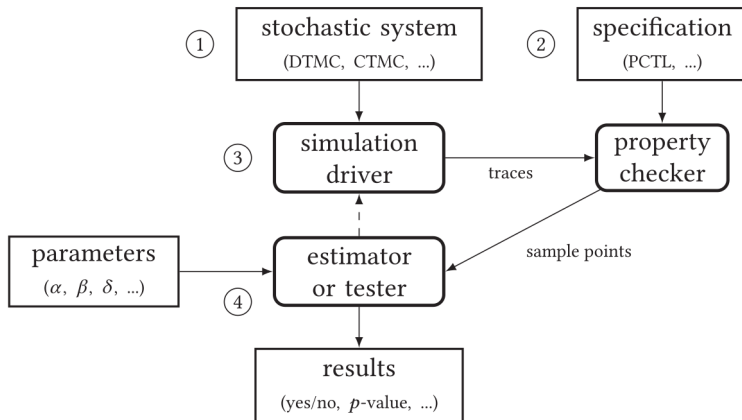 ① stochastic system
(DTMC, CTMC, ...)
② specification
(PCTL, ...)
③ simulation
driver
traces
property
checker
parameters
(α, β, δ, ...)
④ estimator
or tester
sample points
results
(yes/no, p-value, ...)